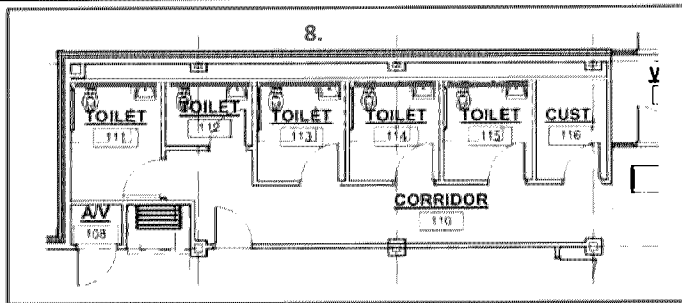 8.
TOILET
111
TOILET
112
TOILET
113
TOILET
114
TOILET
115
CUST.
116
V
A/V
108
CORRIDOR
110